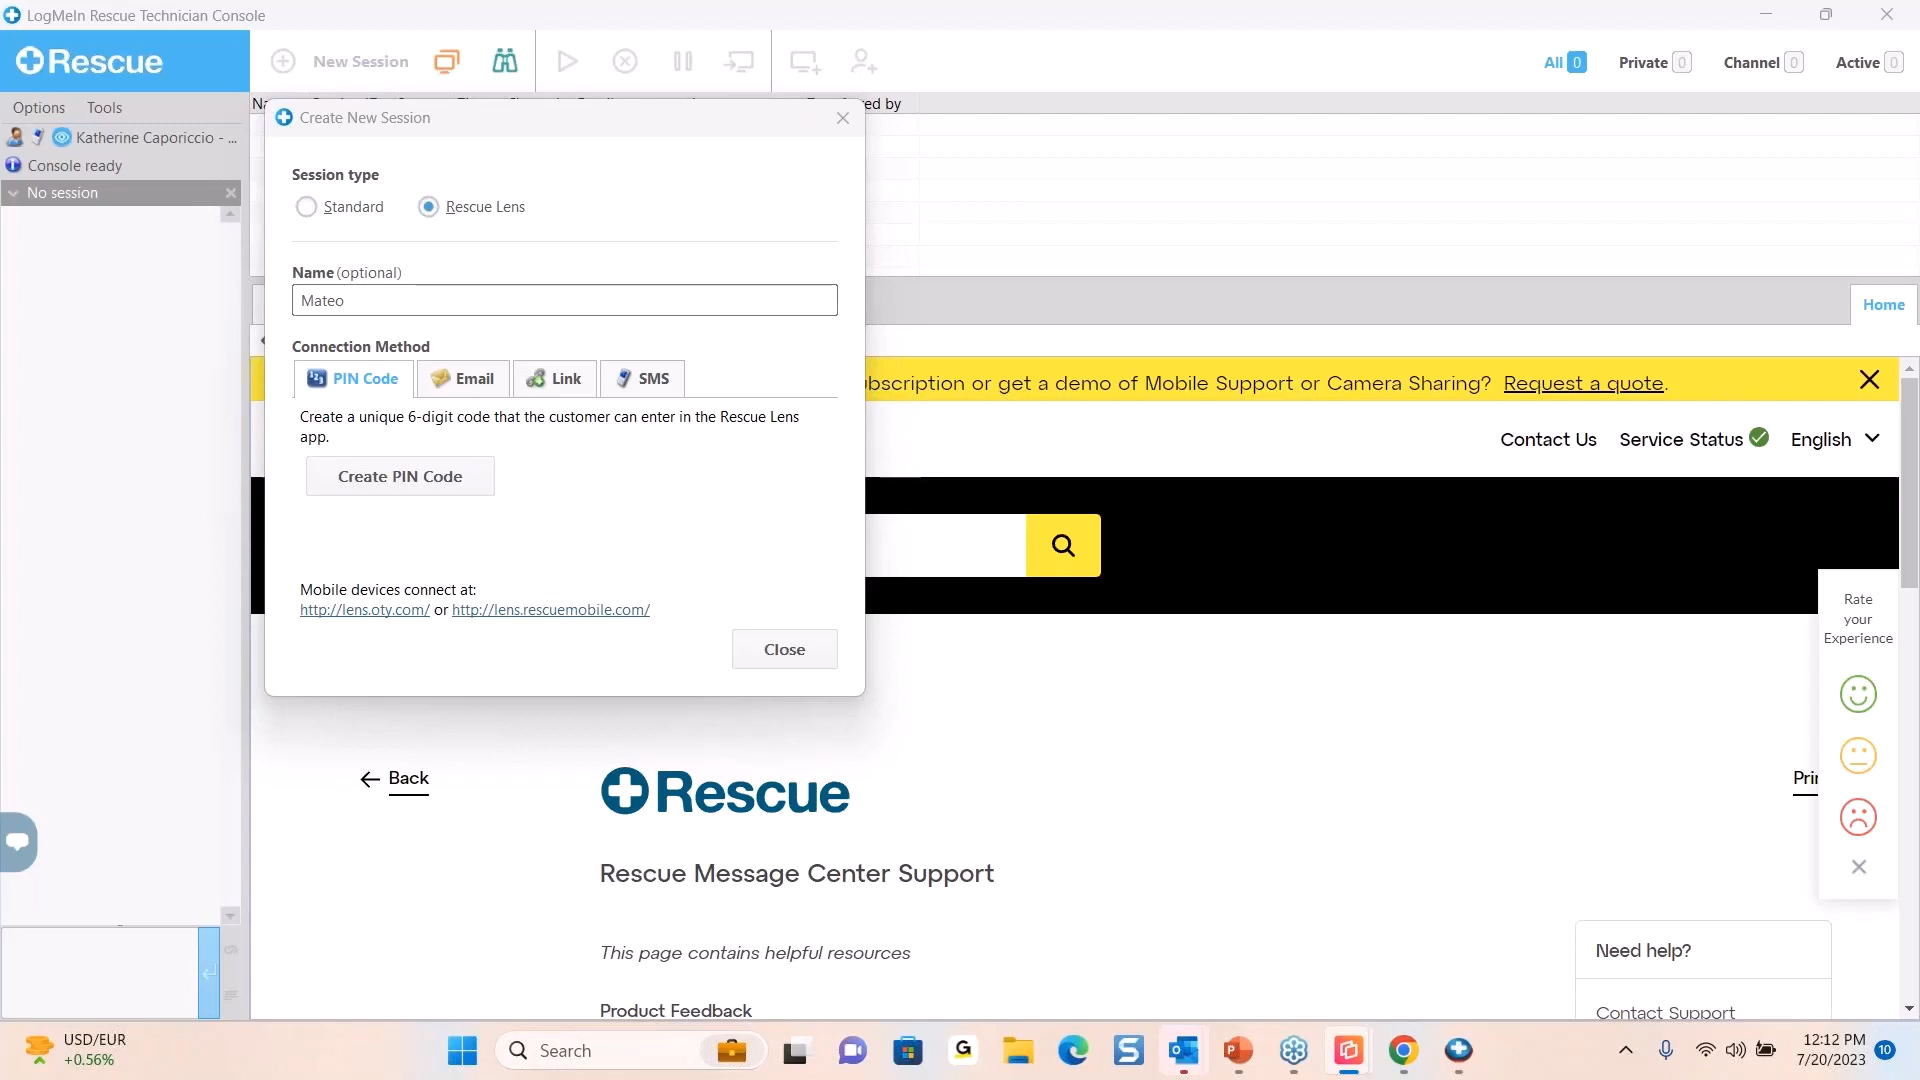 LogMeIn Rescue Technician Console
Rescue
New Session
All 0
Private 0
Channel 0
Active 0
Options
Tools
ed by
Katherine Caporiccio - ...
Console ready
No session
Create New Session
Session type
Standard
Rescue Lens
Name (optional)
Mateo
Connection Method
PIN Code
Email
Link
SMS
Create a unique 6-digit code that the customer can enter in the Rescue Lens
app.
Create PIN Code
Mobile devices connect at:
http://lens.oty.com/ or http://lens.rescuemobile.com/
Close
Home
bscription or get a demo of Mobile Support or Camera Sharing? Request a quote.
Contact Us
Service Status
English
Rate
your
Experience
Back
Rescue
Prin
Rescue Message Center Support
This page contains helpful resources
Product Feedback
Need help?
Contact Support
USD/EUR
+0.56%
Search
12:12 PM
7/20/2023
10